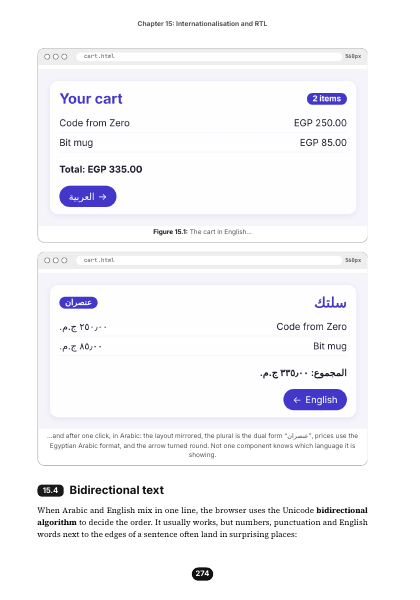 Chapter 15: Internationalisation and RTL
cart.html
560px
Your cart
2 items
Code from Zero
EGP 250.00
Bit mug
EGP 85.00
Total: EGP 335.00
العربية →
Figure 15.1: The cart in English...
cart.html
560px
سلتك
عنصران
Code from Zero
٢٥٠٫٠٠ ج.م.
Bit mug
٨٥٫٠٠ ج.م.
المجموع: ٣٣٥٫٠٠ ج.م.
← English
...and after one click, in Arabic: the layout mirrored, the plural is the dual form "عنصران", prices use the
Egyptian Arabic format, and the arrow turned round. Not one component knows which language it is
showing.
15.4 Bidirectional text
When Arabic and English mix in one line, the browser uses the Unicode bidirectional
algorithm to decide the order. It usually works, but numbers, punctuation and English
words next to the edges of a sentence often land in surprising places:
274